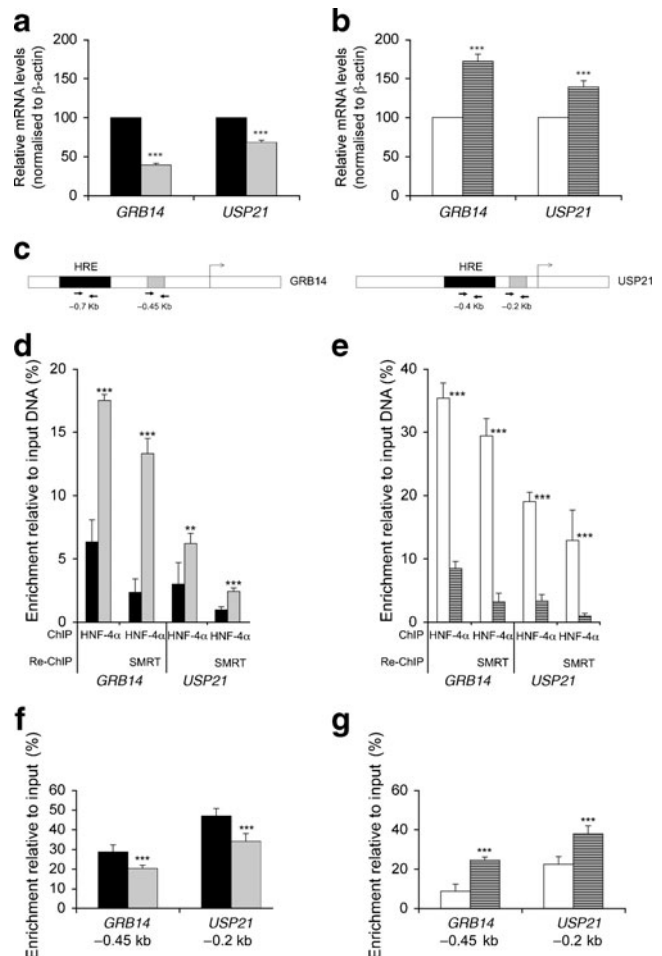 a
b
Relative mRNA levels
(normalised to β-actin)
200
150
100
50
0
***
***
GRB14
USP21
Relative mRNA levels
(normalised to β-actin)
200
150
100
50
0
***
***
GRB14
USP21
c
HRE
GRB14
−0.7 Kb
−0.45 Kb
HRE
USP21
−0.4 Kb
−0.2 Kb
d
e
Enrichment relative to input DNA (%)
20
15
10
5
0
***
***
**
***
ChIP HNF-4α HNF-4α HNF-4α HNF-4α
Re-ChIP SMRT SMRT
GRB14 USP21
Enrichment relative to input DNA (%)
40
30
20
10
0
***
***
***
***
ChIP HNF-4α HNF-4α HNF-4α HNF-4α
Re-ChIP SMRT SMRT
GRB14 USP21
f
g
Enrichment relative to input (%)
60
50
40
30
20
10
0
***
***
GRB14 USP21
−0.45 kb −0.2 kb
Enrichment relative to input (%)
60
40
20
0
***
***
GRB14 USP21
−0.45 kb −0.2 kb